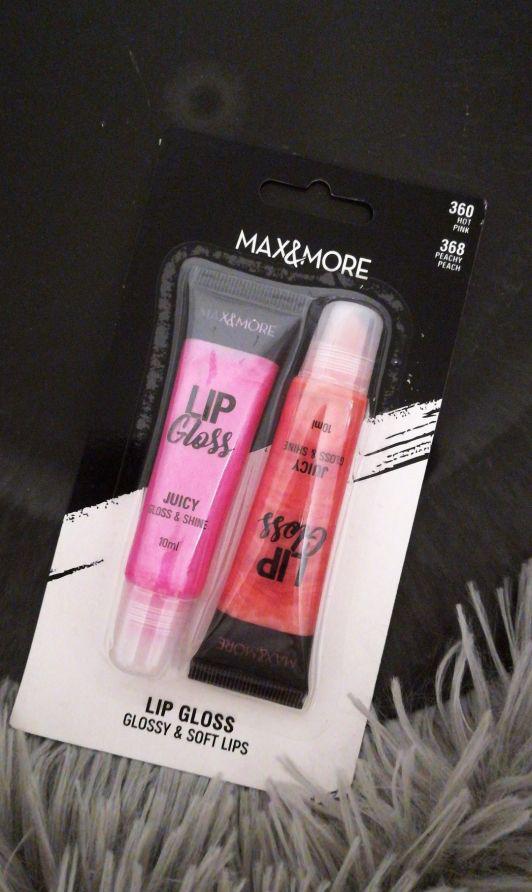 360
HOT
PINK
368
PEACHY
PEACH
MAX&MORE
MAX&MORE
LIP
Gloss
JUICY
GLOSS & SHINE
10ml
MAX&MORE
LIP
Gloss
JUICY
GLOSS & SHINE
10ml
LIP GLOSS
GLOSSY & SOFT LIPS